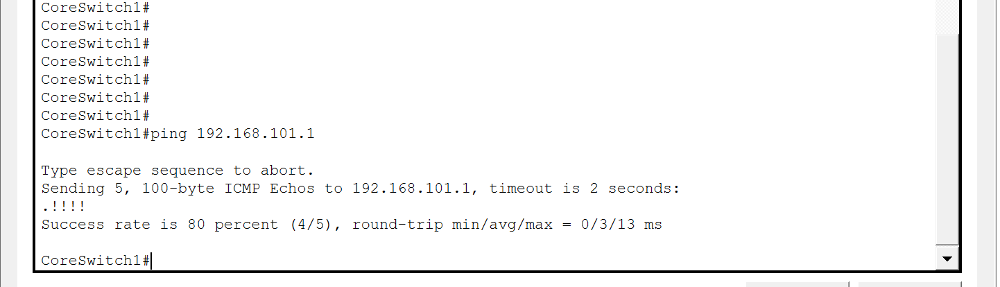 CoreSwitch1#
CoreSwitch1#
CoreSwitch1#
CoreSwitch1#
CoreSwitch1#
CoreSwitch1#
CoreSwitch1#
CoreSwitch1#ping 192.168.101.1
Type escape sequence to abort.
Sending 5, 100-byte ICMP Echos to 192.168.101.1, timeout is 2 seconds:
.!!!!
Success rate is 80 percent (4/5), round-trip min/avg/max = 0/3/13 ms
CoreSwitch1#